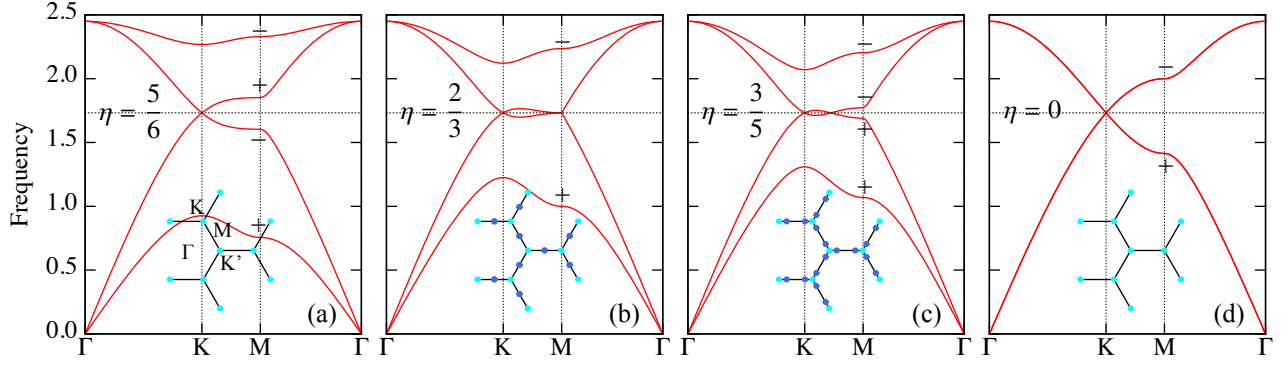 Frequency
2.5
2.0
1.5
1.0
0.5
0.0
η = 5/6
− + − +
K
M
Γ
K'
(a)
Γ K M Γ
η = 2/3
− +
(b)
Γ K M Γ
η = 3/5
− − + +
(c)
Γ K M Γ
η = 0
− +
(d)
Γ K M Γ